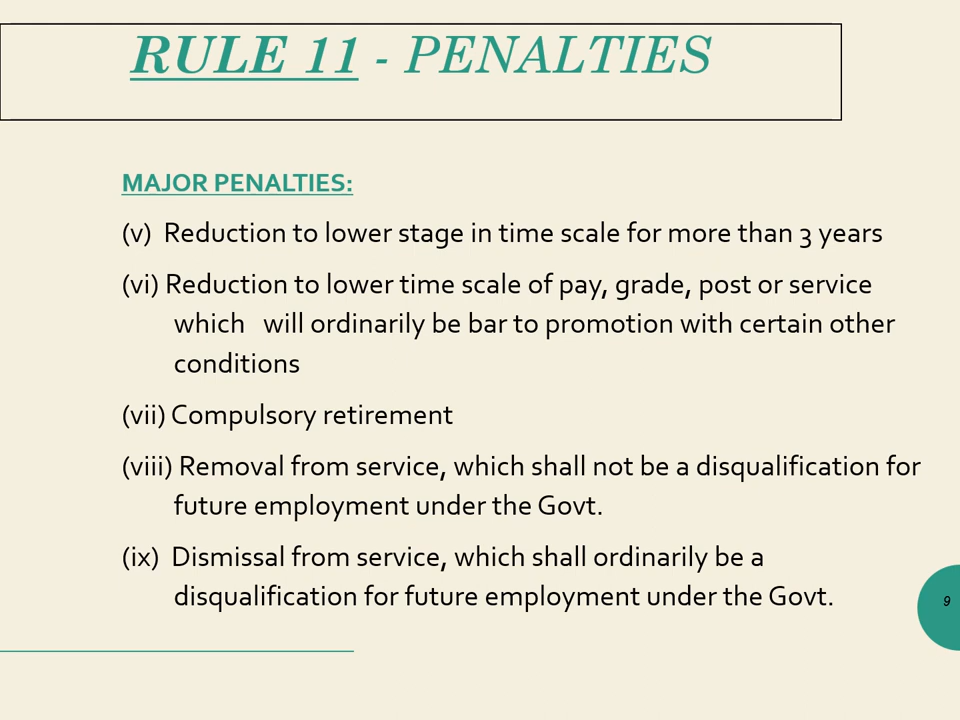 RULE 11 - PENALTIES
MAJOR PENALTIES:
(v) Reduction to lower stage in time scale for more than 3 years
(vi) Reduction to lower time scale of pay, grade, post or service
which will ordinarily be bar to promotion with certain other
conditions
(vii) Compulsory retirement
(viii) Removal from service, which shall not be a disqualification for
future employment under the Govt.
(ix) Dismissal from service, which shall ordinarily be a
disqualification for future employment under the Govt.
9